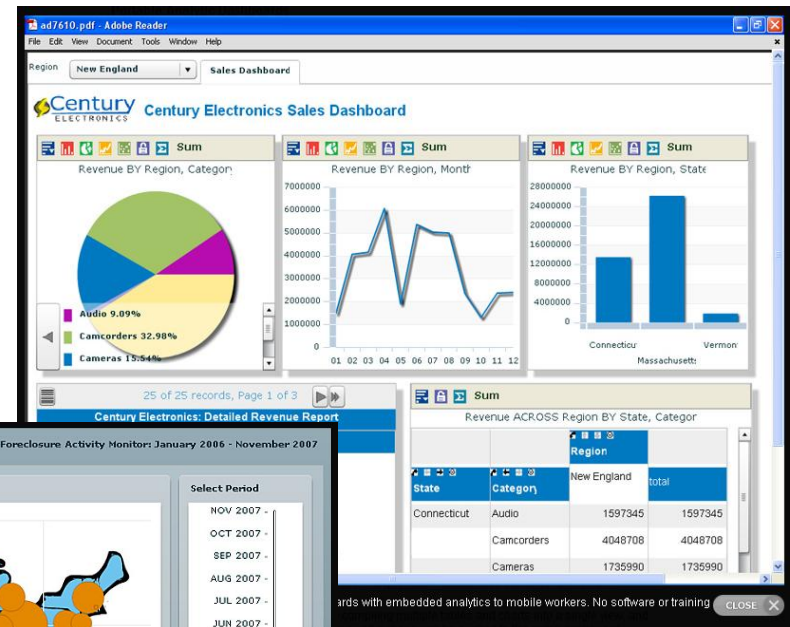 ad7610.pdf - Adobe Reader
File Edit View Document Tools Window Help
Region New England Sales Dashboard
Century
ELECTRONICS
Century Electronics Sales Dashboard
Sum
Revenue BY Region, Category
Audio 9.09%
Camcorders 32.98%
Cameras 15.54%
Sum
Revenue BY Region, Month
7000000
6000000
5000000
4000000
3000000
2000000
1000000
0
01 02 03 04 05 06 07 08 09 10 11 12
Sum
Revenue BY Region, State
28000000
24000000
20000000
16000000
12000000
8000000
4000000
0
Connecticu
Vermon
Massachusett
25 of 25 records, Page 1 of 3
Century Electronics: Detailed Revenue Report
Sum
Revenue ACROSS Region BY State, Categor
Region
State Category New England total
Connecticut Audio 1597345 1597345
Camcorders 4048708 4048708
Cameras 1735990 1735990
Foreclosure Activity Monitor: January 2006 - November 2007
Select Period
NOV 2007 -
OCT 2007 -
SEP 2007 -
AUG 2007 -
JUL 2007 -
JUN 2007 -
ards with embedded analytics to mobile workers. No software or training
CLOSE X